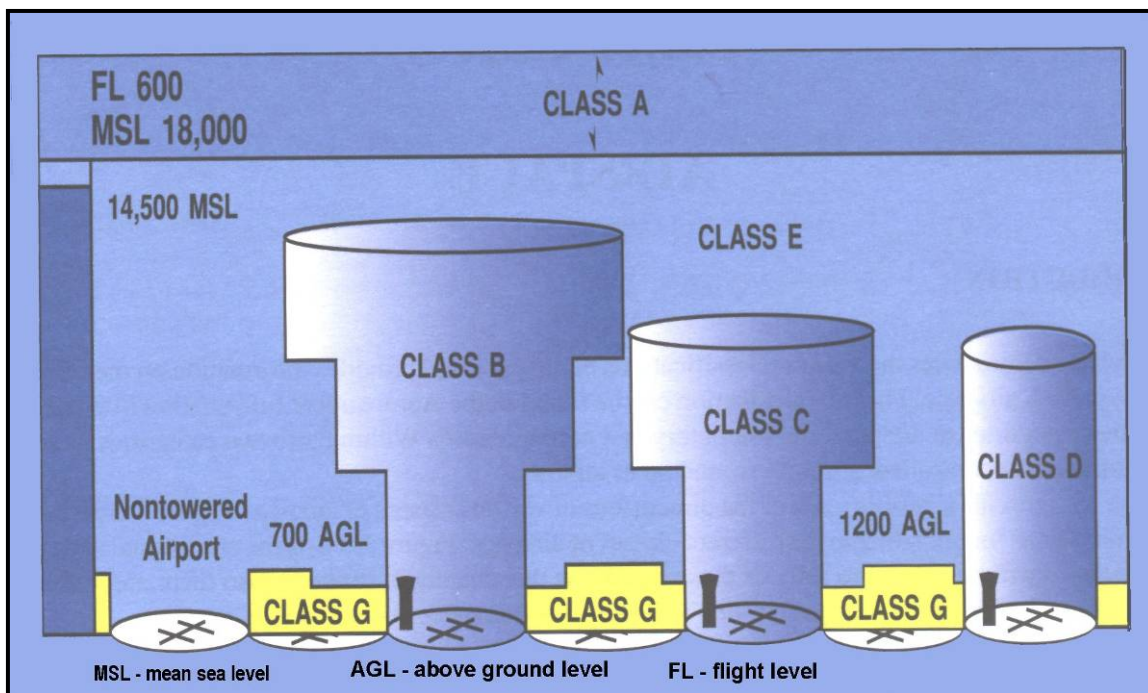 FL 600
MSL 18,000
CLASS A
14,500 MSL
CLASS E
CLASS B
CLASS C
CLASS D
Nontowered
Airport
700 AGL
1200 AGL
CLASS G
CLASS G
CLASS G
MSL - mean sea level
AGL - above ground level
FL - flight level